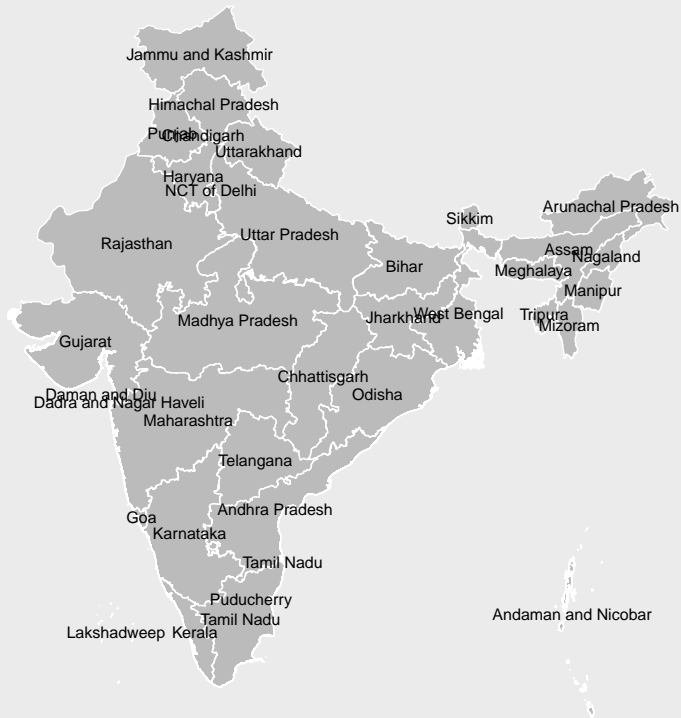 Jammu and Kashmir
Himachal Pradesh
Punjab
Chandigarh
Uttarakhand
Haryana
NCT of Delhi
Sikkim
Arunachal Pradesh
Rajasthan
Uttar Pradesh
Assam
Nagaland
Bihar
Meghalaya
Manipur
Madhya Pradesh
Jharkhand
West Bengal
Tripura
Mizoram
Gujarat
Chhattisgarh
Odisha
Daman and Diu
Dadra and Nagar Haveli
Maharashtra
Telangana
Goa
Andhra Pradesh
Karnataka
Tamil Nadu
Puducherry
Tamil Nadu
Andaman and Nicobar
Lakshadweep
Kerala